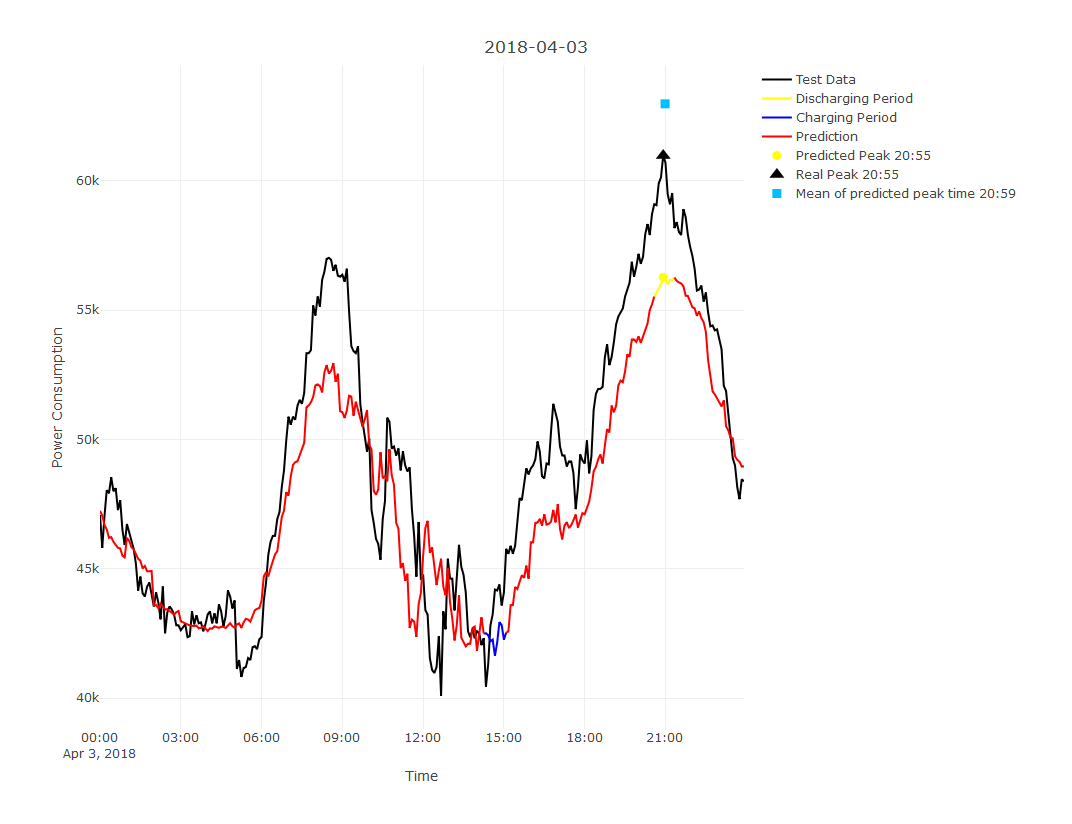 2018-04-03
Test Data
Discharging Period
Charging Period
Prediction
Predicted Peak 20:55
Real Peak 20:55
Mean of predicted peak time 20:59
60k
55k
50k
45k
40k
Power Consumption
00:00 03:00 06:00 09:00 12:00 15:00 18:00 21:00
Apr 3, 2018
Time